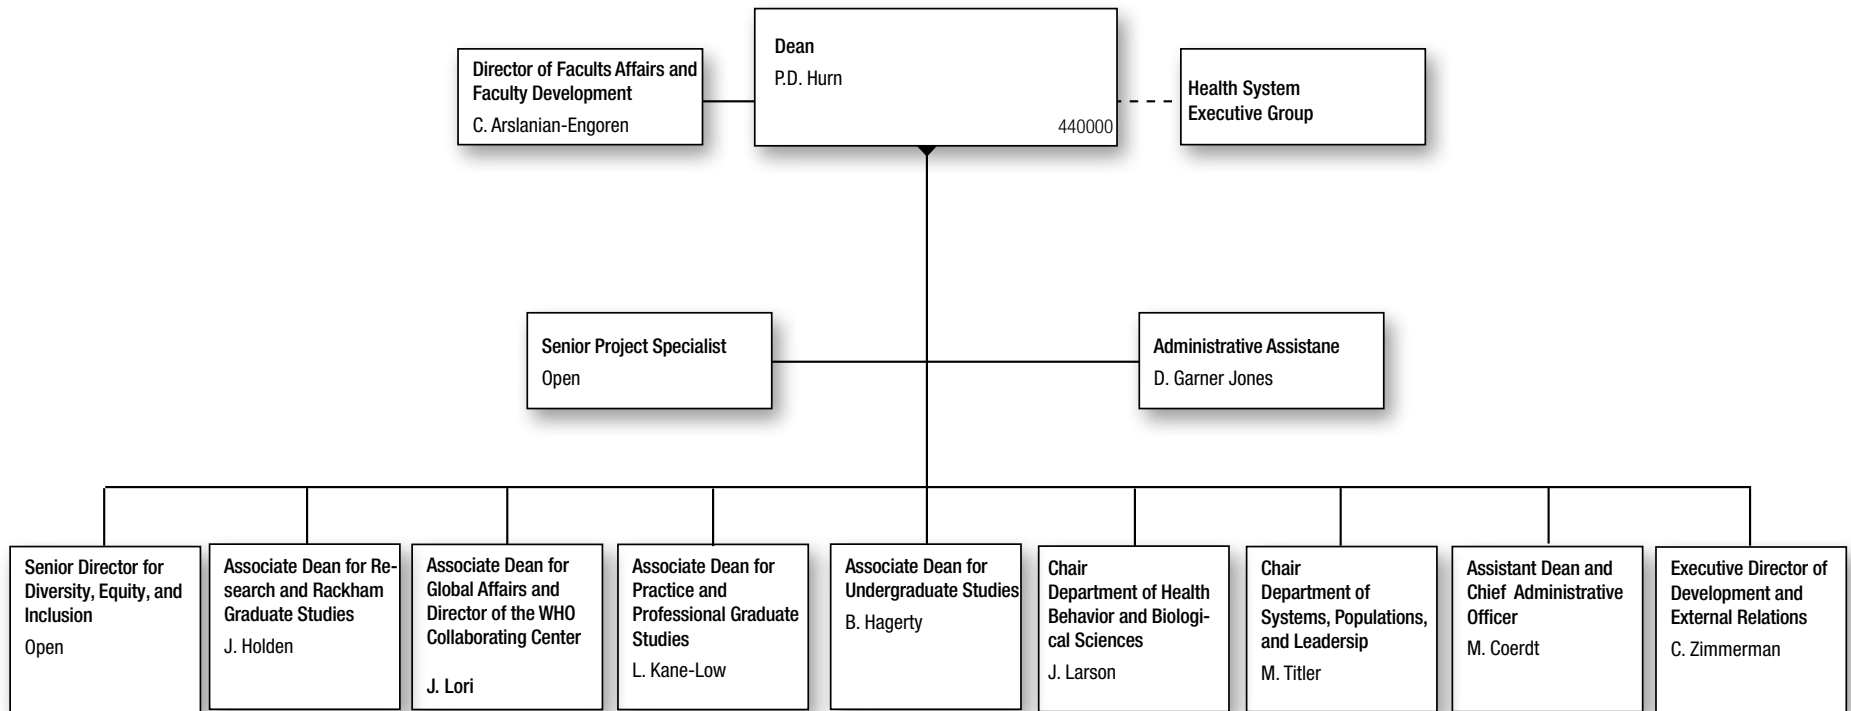 Dean
P.D. Hurn
440000
Director of Faculty Affairs and
Faculty Development
C. Arslanian-Engoren
Health System
Executive Group
Senior Project Specialist
Open
Administrative Assistane
D. Garner Jones
Senior Director for
Diversity, Equity, and
Inclusion
Open
Associate Dean for Re-
search and Rackham
Graduate Studies
J. Holden
Associate Dean for
Global Affairs and
Director of the WHO
Collaborating Center
J. Lori
Associate Dean for
Practice and
Professional Graduate
Studies
L. Kane-Low
Associate Dean for
Undergraduate Studies
B. Hagerty
Chair
Department of Health
Behavior and Biologi-
cal Sciences
J. Larson
Chair
Department of
Systems, Populations,
and Leadersip
M. Titler
Assistant Dean and
Chief Administrative
Officer
M. Coerdt
Executive Director of
Development and
External Relations
C. Zimmerman